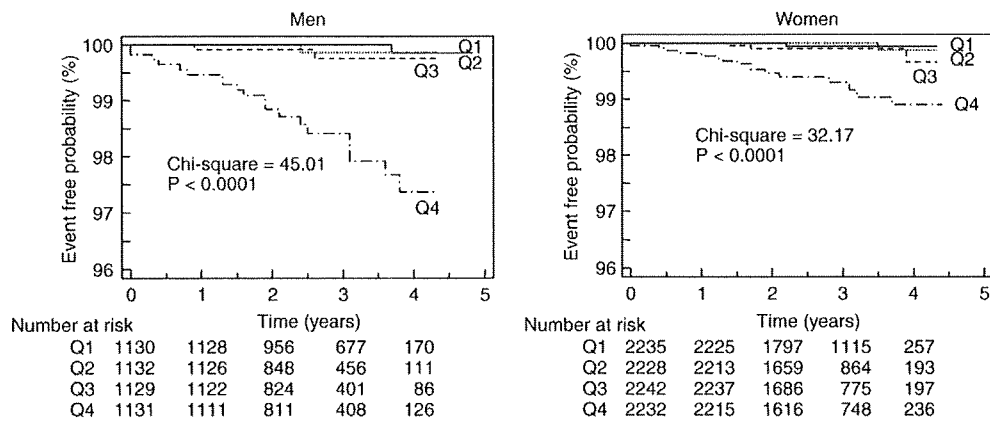 Men
Event free probability (%)
100
99
98
97
96
Q1
Q2
Q3
Q4
Chi-square = 45.01
P < 0.0001
0 1 2 3 4 5
Time (years)
Number at risk
Q1 1130 1128 956 677 170
Q2 1132 1126 848 456 111
Q3 1129 1122 824 401 86
Q4 1131 1111 811 408 126
Women
Event free probability (%)
100
99
98
97
96
Q1
Q2
Q3
Q4
Chi-square = 32.17
P < 0.0001
0 1 2 3 4 5
Time (years)
Number at risk
Q1 2235 2225 1797 1115 257
Q2 2228 2213 1659 864 193
Q3 2242 2237 1686 775 197
Q4 2232 2215 1616 748 236